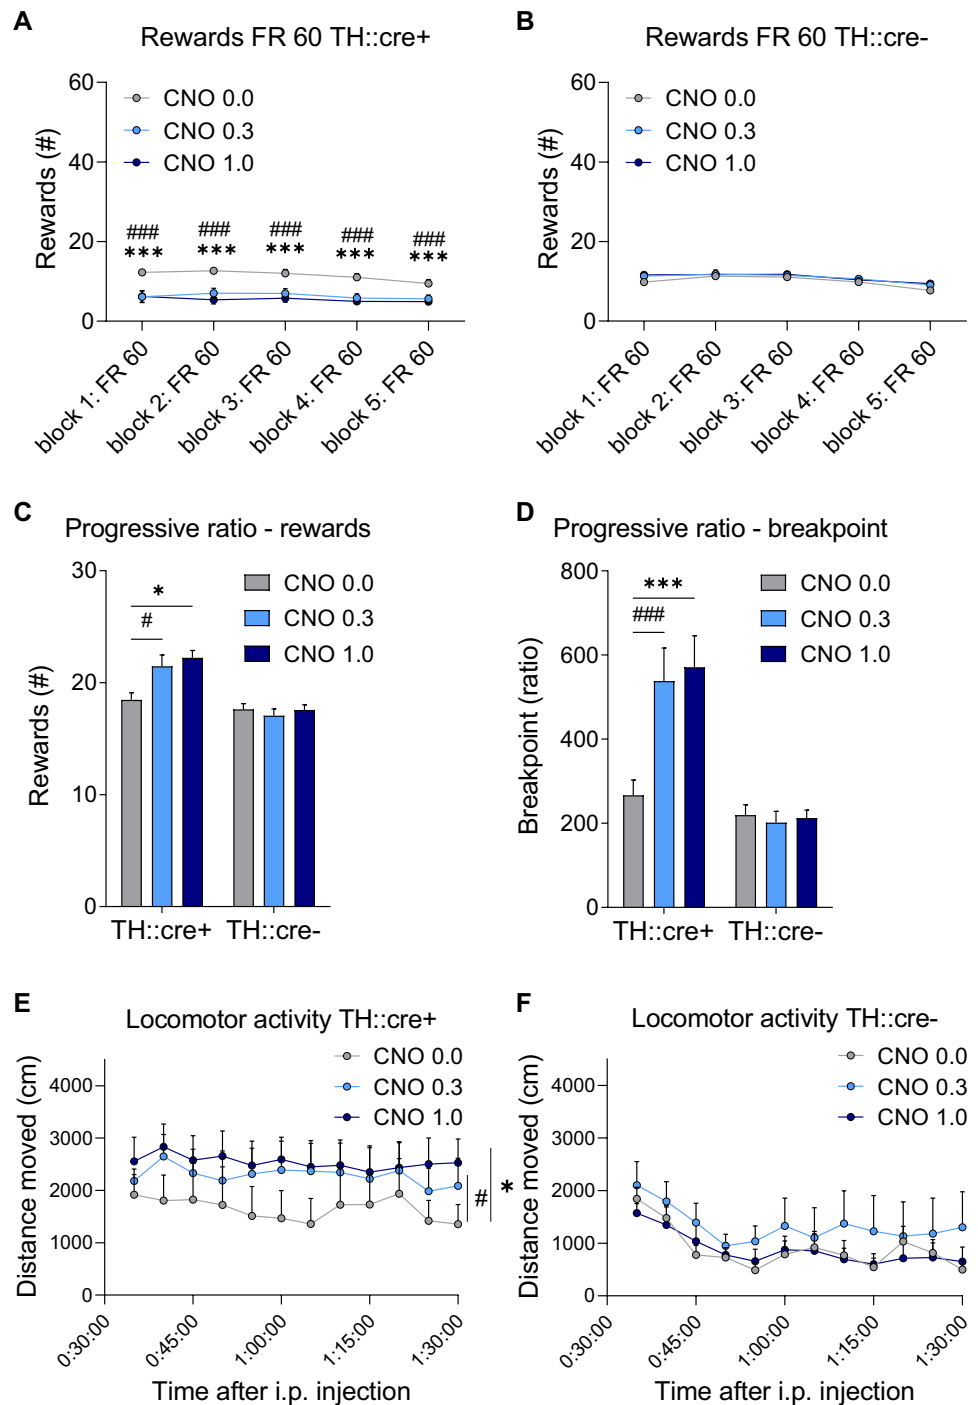 A
Rewards FR 60 TH::cre+
Rewards (#)
60
40
20
0
CNO 0.0
CNO 0.3
CNO 1.0
### ### ### ### ###
*** *** *** *** ***
block 1: FR 60
block 2: FR 60
block 3: FR 60
block 4: FR 60
block 5: FR 60
B
Rewards FR 60 TH::cre-
Rewards (#)
60
40
20
0
CNO 0.0
CNO 0.3
CNO 1.0
block 1: FR 60
block 2: FR 60
block 3: FR 60
block 4: FR 60
block 5: FR 60
C
Progressive ratio - rewards
Rewards (#)
30
20
10
0
*
#
CNO 0.0
CNO 0.3
CNO 1.0
TH::cre+ TH::cre-
D
Progressive ratio - breakpoint
Breakpoint (ratio)
800
600
400
200
0
***
###
CNO 0.0
CNO 0.3
CNO 1.0
TH::cre+ TH::cre-
E
Locomotor activity TH::cre+
Distance moved (cm)
4000
3000
2000
1000
0
CNO 0.0
CNO 0.3
CNO 1.0
# *
0:30:00
0:45:00
1:00:00
1:15:00
1:30:00
Time after i.p. injection
F
Locomotor activity TH::cre-
Distance moved (cm)
4000
3000
2000
1000
0
CNO 0.0
CNO 0.3
CNO 1.0
0:30:00
0:45:00
1:00:00
1:15:00
1:30:00
Time after i.p. injection